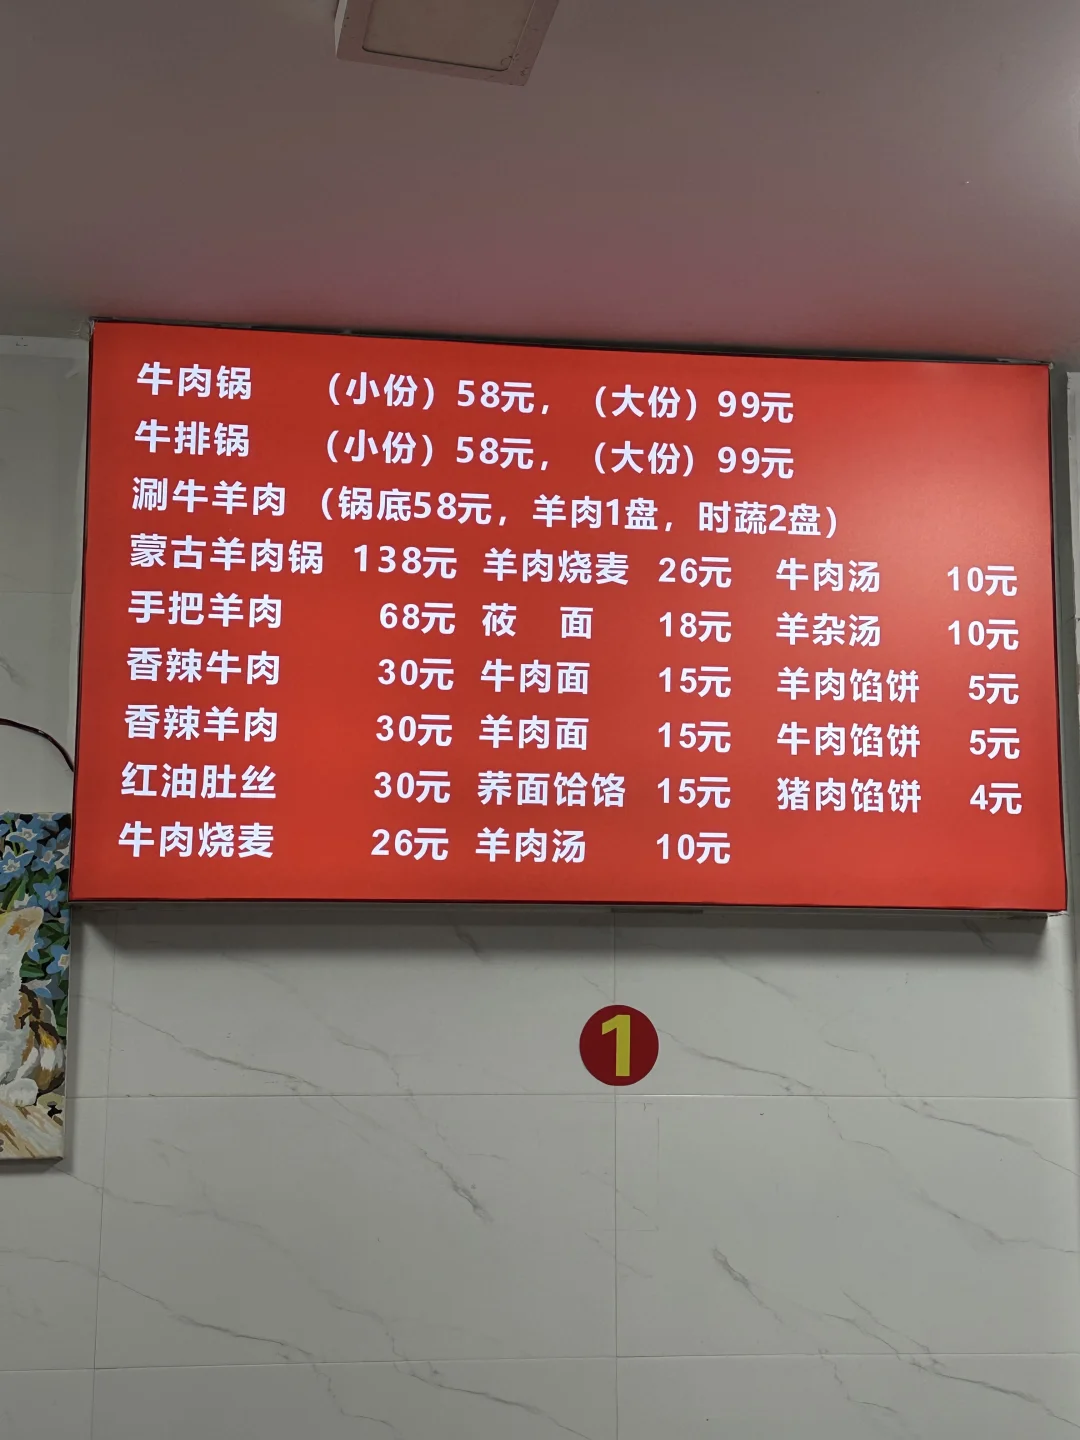 牛肉锅 （小份）58元，（大份）99元
牛排锅 （小份）58元，（大份）99元
涮牛羊肉 （锅底58元，羊肉1盘，时蔬2盘）
蒙古羊肉锅 138元 羊肉烧麦 26元 牛肉汤 10元
手把羊肉 68元 莜 面 18元 羊杂汤 10元
香辣牛肉 30元 牛肉面 15元 羊肉馅饼 5元
香辣羊肉 30元 羊肉面 15元 牛肉馅饼 5元
红油肚丝 30元 荞面饸饹 15元 猪肉馅饼 4元
牛肉烧麦 26元 羊肉汤 10元
1